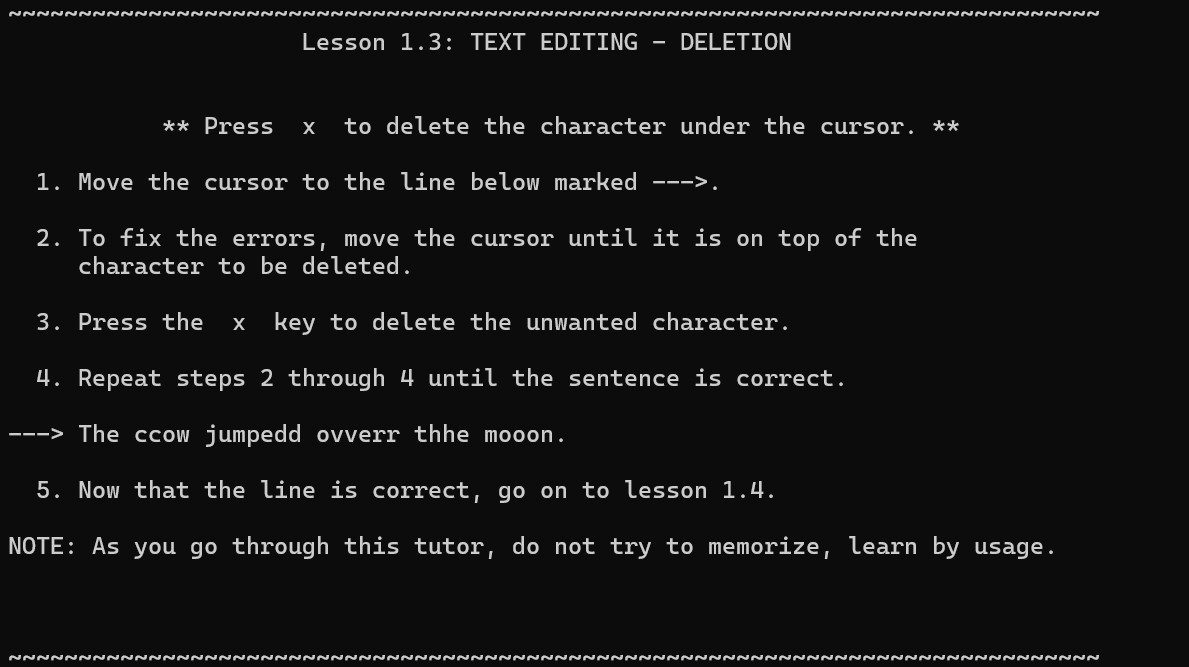 ~~~~~~~~~~~~~~~~~~~~~~~~~~~~~~~~~~~~~~~~~~~~~~~~~~~~~~~~~~~~~~~~~~~~~~~~~~~~~~
Lesson 1.3: TEXT EDITING - DELETION
** Press  x  to delete the character under the cursor. **
1. Move the cursor to the line below marked --->.
2. To fix the errors, move the cursor until it is on top of the
character to be deleted.
3. Press the  x  key to delete the unwanted character.
4. Repeat steps 2 through 4 until the sentence is correct.
---> The ccow jumpedd ovverr thhe mooon.
5. Now that the line is correct, go on to lesson 1.4.
NOTE: As you go through this tutor, do not try to memorize, learn by usage.
~~~~~~~~~~~~~~~~~~~~~~~~~~~~~~~~~~~~~~~~~~~~~~~~~~~~~~~~~~~~~~~~~~~~~~~~~~~~~~